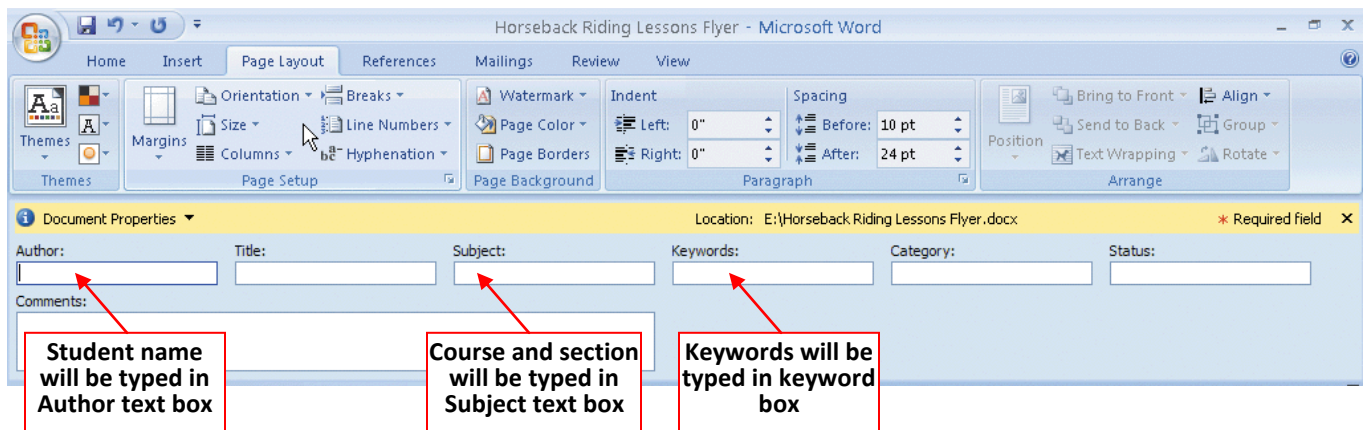 Horseback Riding Lessons Flyer - Microsoft Word
Home Insert Page Layout References Mailings Review View
Aa Themes
A
Margins
Orientation Breaks
Size Line Numbers
Columns Hyphenation
Watermark
Page Color
Page Borders
Indent Spacing
Left: 0" Before: 10 pt
Right: 0" After: 24 pt
Position
Bring to Front Align
Send to Back Group
Text Wrapping Rotate
Themes Page Setup Page Background Paragraph Arrange
Document Properties Location: E:\Horseback Riding Lessons Flyer.docx * Required field
Author: Title: Subject: Keywords: Category: Status:
Comments:
Student name
will be typed in
Author text box
Course and section
will be typed in
Subject text box
Keywords will be
typed in keyword
box